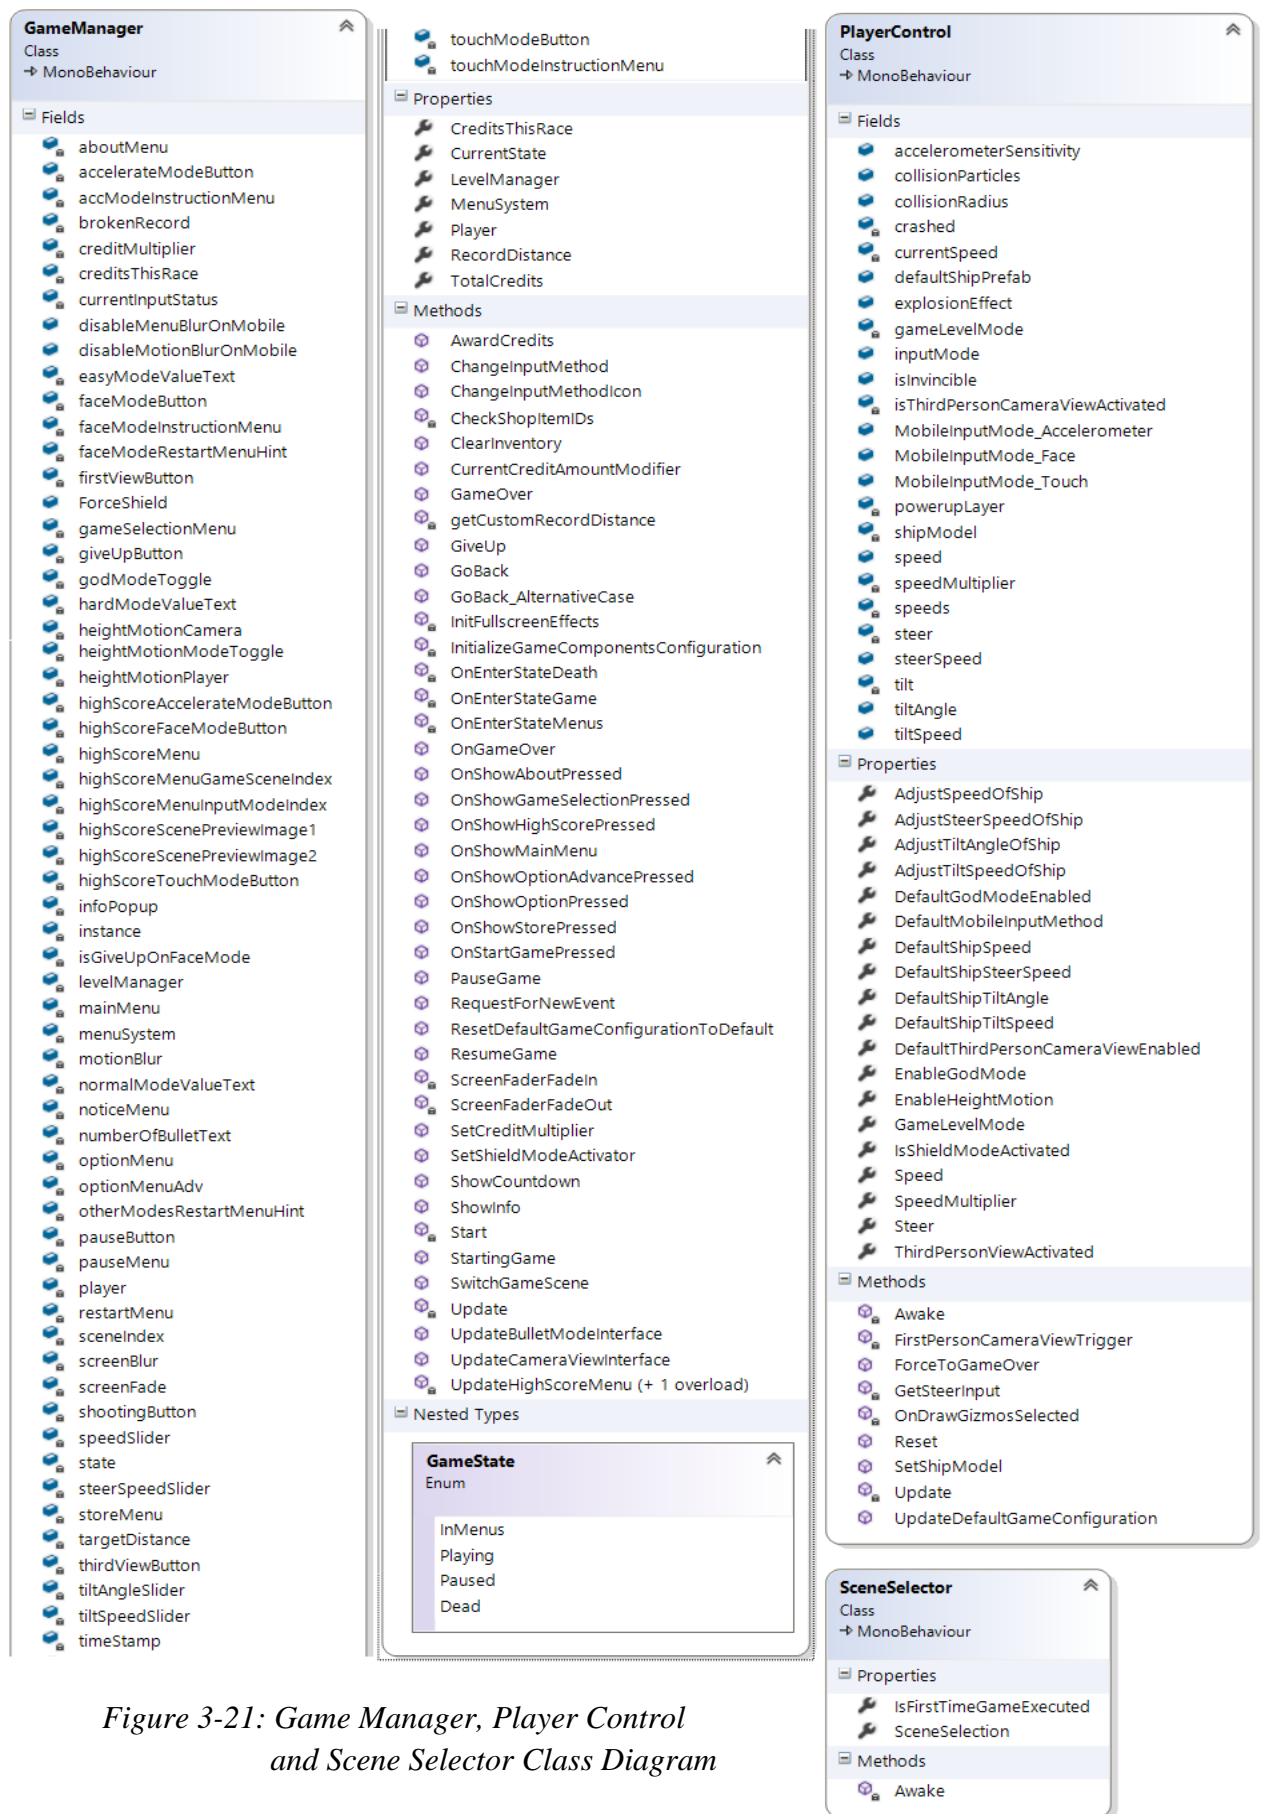 GameManager
Class
MonoBehaviour
Fields
aboutMenu
accelerateModeButton
accModeInstructionMenu
brokenRecord
creditMultiplier
creditsThisRace
currentInputStatus
disableMenuBlurOnMobile
disableMotionBlurOnMobile
easyModeValueText
faceModeButton
faceModeInstructionMenu
faceModeRestartMenuHint
firstViewButton
ForceShield
gameSelectionMenu
giveUpButton
godModeToggle
hardModeValueText
heightMotionCamera
heightMotionModeToggle
heightMotionPlayer
highScoreAccelerateModeButton
highScoreFaceModeButton
highScoreMenu
highScoreMenuGameSceneIndex
highScoreMenuInputModeIndex
highScoreScenePreviewImage1
highScoreScenePreviewImage2
highScoreTouchModeButton
infoPopup
instance
isGiveUpOnFaceMode
levelManager
mainMenu
menuSystem
motionBlur
normalModeValueText
noticeMenu
numberOfBulletText
optionMenu
optionMenuAdv
otherModesRestartMenuHint
pauseButton
pauseMenu
player
restartMenu
sceneIndex
screenBlur
screenFade
shootingButton
speedSlider
state
steerSpeedSlider
storeMenu
targetDistance
thirdViewButton
tiltAngleSlider
tiltSpeedSlider
timeStamp
touchModeButton
touchModeInstructionMenu
Properties
CreditsThisRace
CurrentState
LevelManager
MenuSystem
Player
RecordDistance
TotalCredits
Methods
AwardCredits
ChangeInputMethod
ChangeInputMethodIcon
CheckShopItemIDs
ClearInventory
CurrentCreditAmountModifier
GameOver
getCustomRecordDistance
GiveUp
GoBack
GoBack_AlternativeCase
InitFullscreenEffects
InitializeGameComponentsConfiguration
OnEnterStateDeath
OnEnterStateGame
OnEnterStateMenus
OnGameOver
OnShowAboutPressed
OnShowGameSelectionPressed
OnShowHighScorePressed
OnShowMainMenu
OnShowOptionAdvancePressed
OnShowOptionPressed
OnShowStorePressed
OnStartGamePressed
PauseGame
RequestForNewEvent
ResetDefaultGameConfigurationToDefault
ResumeGame
ScreenFaderFadeIn
ScreenFaderFadeOut
SetCreditMultiplier
SetShieldModeActivator
ShowCountdown
ShowInfo
Start
StartingGame
SwitchGameScene
Update
UpdateBulletModeInterface
UpdateCameraViewInterface
UpdateHighScoreMenu (+ 1 overload)
Nested Types
GameState
Enum
InMenus
Playing
Paused
Dead
PlayerControl
Class
MonoBehaviour
Fields
accelerometerSensitivity
collisionParticles
collisionRadius
crashed
currentSpeed
defaultShipPrefab
explosionEffect
gameLevelMode
inputMode
isInvincible
isThirdPersonCameraViewActivated
MobileInputMode_Accelerometer
MobileInputMode_Face
MobileInputMode_Touch
powerupLayer
shipModel
speed
speedMultiplier
speeds
steer
steerSpeed
tilt
tiltAngle
tiltSpeed
Properties
AdjustSpeedOfShip
AdjustSteerSpeedOfShip
AdjustTiltAngleOfShip
AdjustTiltSpeedOfShip
DefaultGodModeEnabled
DefaultMobileInputMethod
DefaultShipSpeed
DefaultShipSteerSpeed
DefaultShipTiltAngle
DefaultShipTiltSpeed
DefaultThirdPersonCameraViewEnabled
EnableGodMode
EnableHeightMotion
GameLevelMode
IsShieldModeActivated
Speed
SpeedMultiplier
Steer
ThirdPersonViewActivated
Methods
Awake
FirstPersonCameraViewTrigger
ForceToGameOver
GetSteerInput
OnDrawGizmosSelected
Reset
SetShipModel
Update
UpdateDefaultGameConfiguration
SceneSelector
Class
MonoBehaviour
Properties
IsFirstTimeGameExecuted
SceneSelection
Methods
Awake
Figure 3-21: Game Manager, Player Control
and Scene Selector Class Diagram